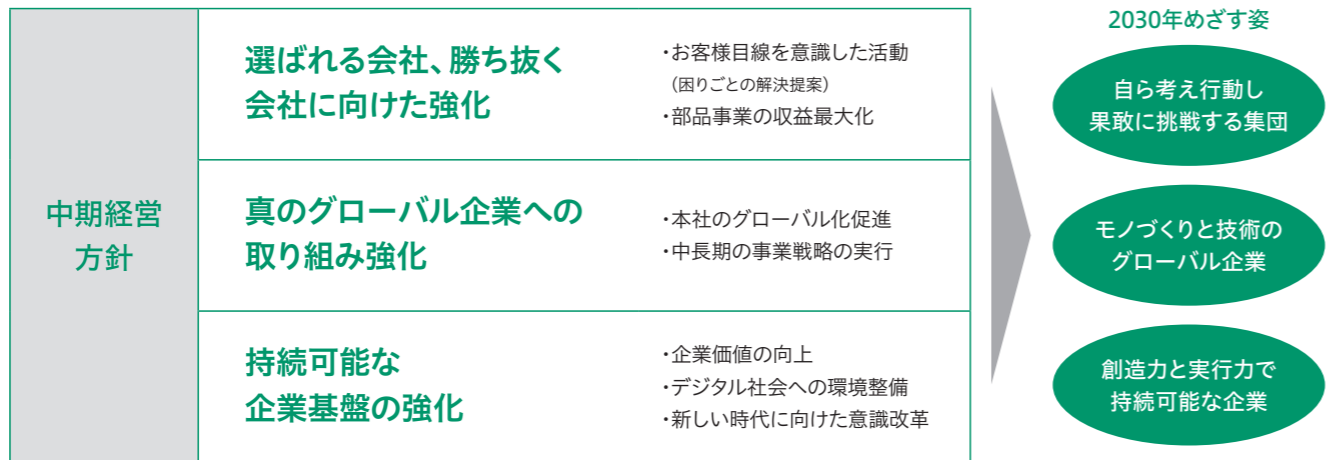 中期経営
方針
選ばれる会社、勝ち抜く
会社に向けた強化
・お客様目線を意識した活動
（困りごとの解決提案）
・部品事業の収益最大化
真のグローバル企業への
取り組み強化
・本社のグローバル化促進
・中長期の事業戦略の実行
持続可能な
企業基盤の強化
・企業価値の向上
・デジタル社会への環境整備
・新しい時代に向けた意識改革
2030年めざす姿
自ら考え行動し
果敢に挑戦する集団
モノづくりと技術の
グローバル企業
創造力と実行力で
持続可能な企業